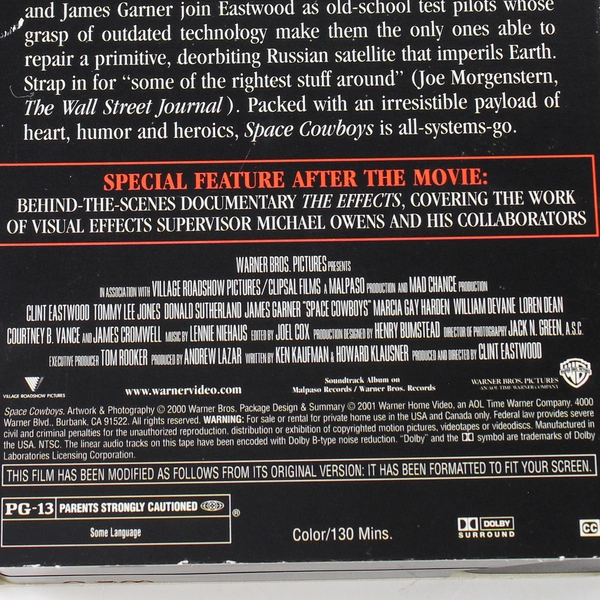 and James Garner join Eastwood as old-school test pilots whose
grasp of outdated technology make them the only ones able to
repair a primitive, deorbiting Russian satellite that imperils Earth.
Strap in for “some of the rightest stuff around” (Joe Morgenstern,
The Wall Street Journal). Packed with an irresistible payload of
heart, humor and heroics, Space Cowboys is all-systems-go.
SPECIAL FEATURE AFTER THE MOVIE:
BEHIND-THE-SCENES DOCUMENTARY THE EFFECTS, COVERING THE WORK
OF VISUAL EFFECTS SUPERVISOR MICHAEL OWENS AND HIS COLLABORATORS
WARNER BROS. PICTURES PRESENTS
IN ASSOCIATION WITH VILLAGE ROADSHOW PICTURES / CLIPSAL FILMS A MALPASO PRODUCTION AND MAD CHANCE PRODUCTION
CLINT EASTWOOD TOMMY LEE JONES DONALD SUTHERLAND JAMES GARNER "SPACE COWBOYS" MARCIA GAY HARDEN WILLIAM DEVANE LOREN DEAN
COURTNEY B. VANCE AND JAMES CROMWELL MUSIC BY LENNIE NIEHAUS EDITED BY JOEL COX PRODUCTION DESIGNED BY HENRY BUMSTEAD DIRECTOR OF PHOTOGRAPHY JACK N. GREEN, A.S.C.
EXECUTIVE PRODUCER TOM ROOKER PRODUCED BY ANDREW LAZAR WRITTEN BY KEN KAUFMAN & HOWARD KLAUSNER PRODUCED AND DIRECTED BY CLINT EASTWOOD
VILLAGE ROADSHOW PICTURES
www.warnervideo.com
Soundtrack Album on
Malpaso Records / Warner Bros. Records
WARNER BROS. PICTURES
AN AOL TIME WARNER COMPANY
Space Cowboys, Artwork & Photography © 2000 Warner Bros. Package Design & Summary © 2001 Warner Home Video, an AOL Time Warner Company. 4000
Warner Blvd., Burbank, CA 91522. All rights reserved. WARNING: For sale or rental for private home use in the USA and Canada only. Federal law provides severe
civil and criminal penalties for the unauthorized reproduction, distribution or exhibition of copyrighted motion pictures, videotapes or videodiscs. Manufactured in
the USA. NTSC. The linear audio tracks on this tape have been encoded with Dolby B-type noise reduction. "Dolby" and the DD symbol are trademarks of Dolby
Laboratories Licensing Corporation.
THIS FILM HAS BEEN MODIFIED AS FOLLOWS FROM ITS ORIGINAL VERSION: IT HAS BEEN FORMATTED TO FIT YOUR SCREEN.
PG-13 PARENTS STRONGLY CAUTIONED ®
Some Language
Color/130 Mins.
DOLBY
SURROUND
CC